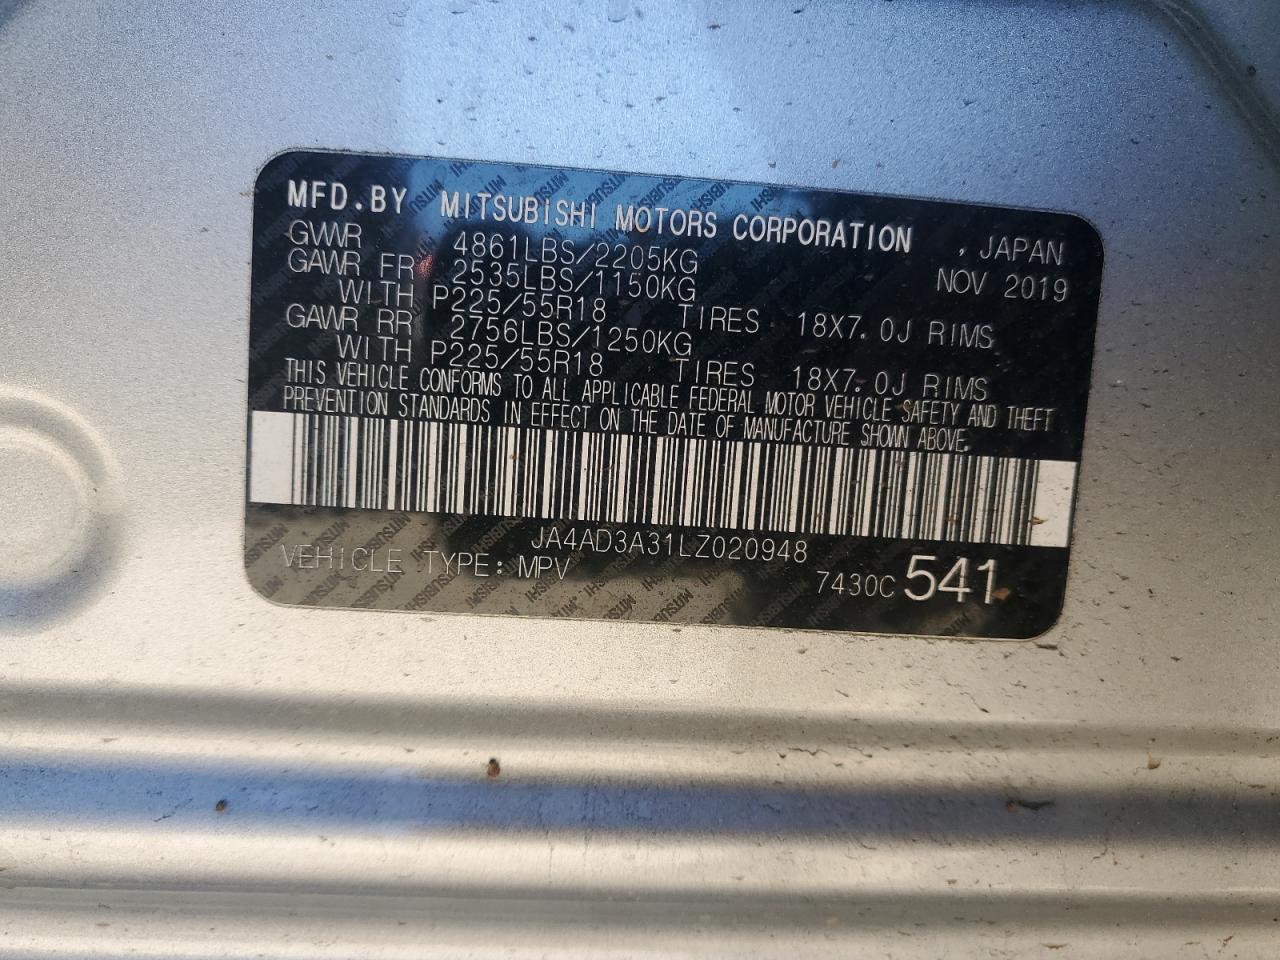 MFD.BY MITSUBISHI MOTORS CORPORATION , JAPAN
GWWR 4861LBS/2205KG NOV 2019
GAWR FR 2535LBS/1150KG
WITH P225/55R18 TIRES 18X7.0J RIMS
GAWR RR 2756LBS/1250KG
WITH P225/55R18 TIRES 18X7.0J RIMS
THIS VEHICLE CONFORMS TO ALL APPLICABLE FEDERAL MOTOR VEHICLE SAFETY AND THEFT
PREVENTION STANDARDS IN EFFECT ON THE DATE OF MANUFACTURE SHOWN ABOVE.
JA4AD3A31LZ020948
VEHICLE TYPE: MPV 7430C 541